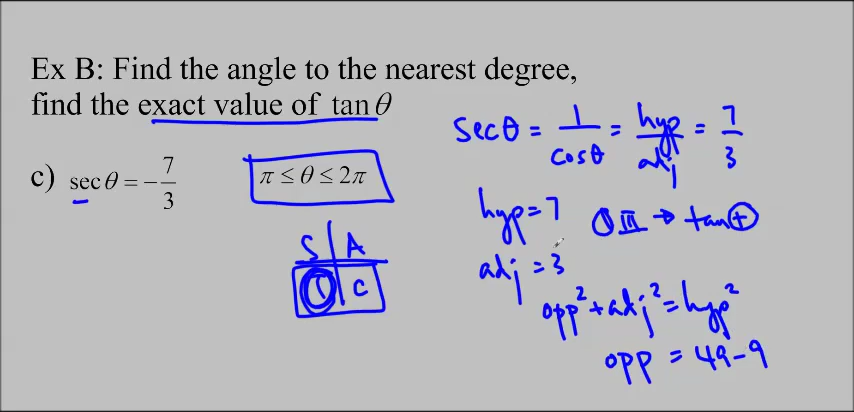 Ex B: Find the angle to the nearest degree,
find the exact value of tan θ
c) sec θ = -7/3
π ≤ θ ≤ 2π
S A
T C
sec θ = 1/cos θ = hyp/adj = 7/3
hyp = 7
adj = 3
Q III → tan ⊕
opp² + adj² = hyp²
opp = 49 - 9